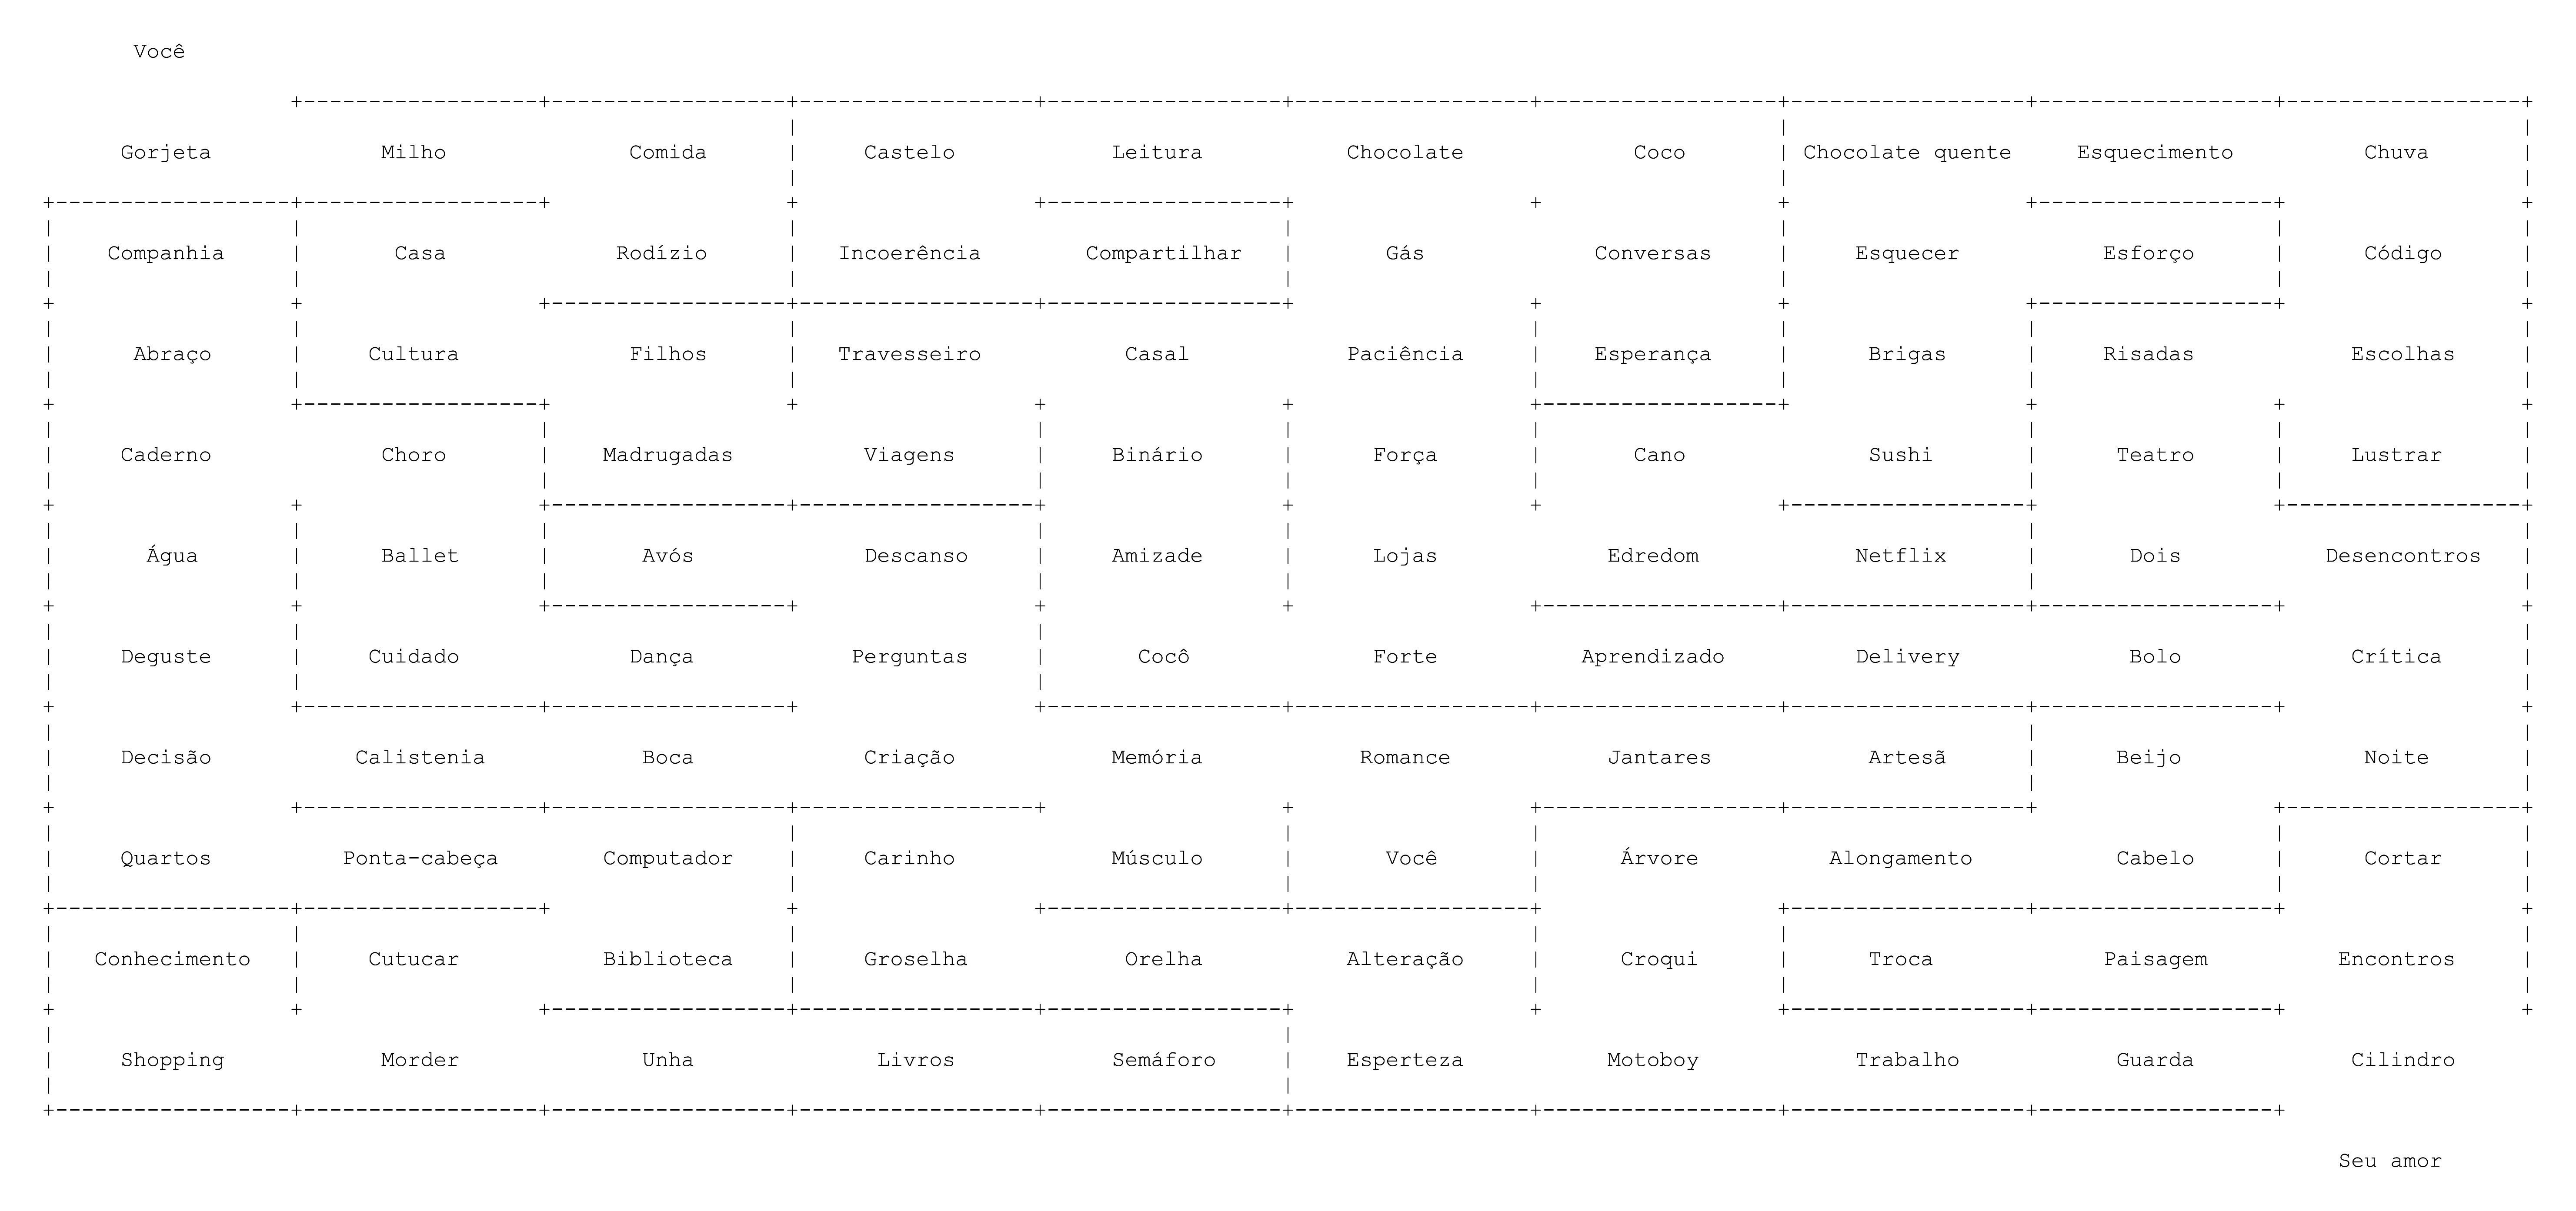 Você
Gorjeta Milho Comida Castelo Leitura Chocolate Coco Chocolate quente Esquecimento Chuva
Companhia Casa Rodízio Incoerência Compartilhar Gás Conversas Esquecer Esforço Código
Abraço Cultura Filhos Travesseiro Casal Paciência Esperança Brigas Risadas Escolhas
Caderno Choro Madrugadas Viagens Binário Força Cano Sushi Teatro Lustrar
Água Ballet Avós Descanso Amizade Lojas Edredom Netflix Dois Desencontros
Deguste Cuidado Dança Perguntas Cocô Forte Aprendizado Delivery Bolo Crítica
Decisão Calistenia Boca Criação Memória Romance Jantares Artesã Beijo Noite
Quartos Ponta-cabeça Computador Carinho Músculo Você Árvore Alongamento Cabelo Cortar
Conhecimento Cutucar Biblioteca Groselha Orelha Alteração Croqui Troca Paisagem Encontros
Shopping Morder Unha Livros Semáforo Esperteza Motoboy Trabalho Guarda Cilindro
Seu amor